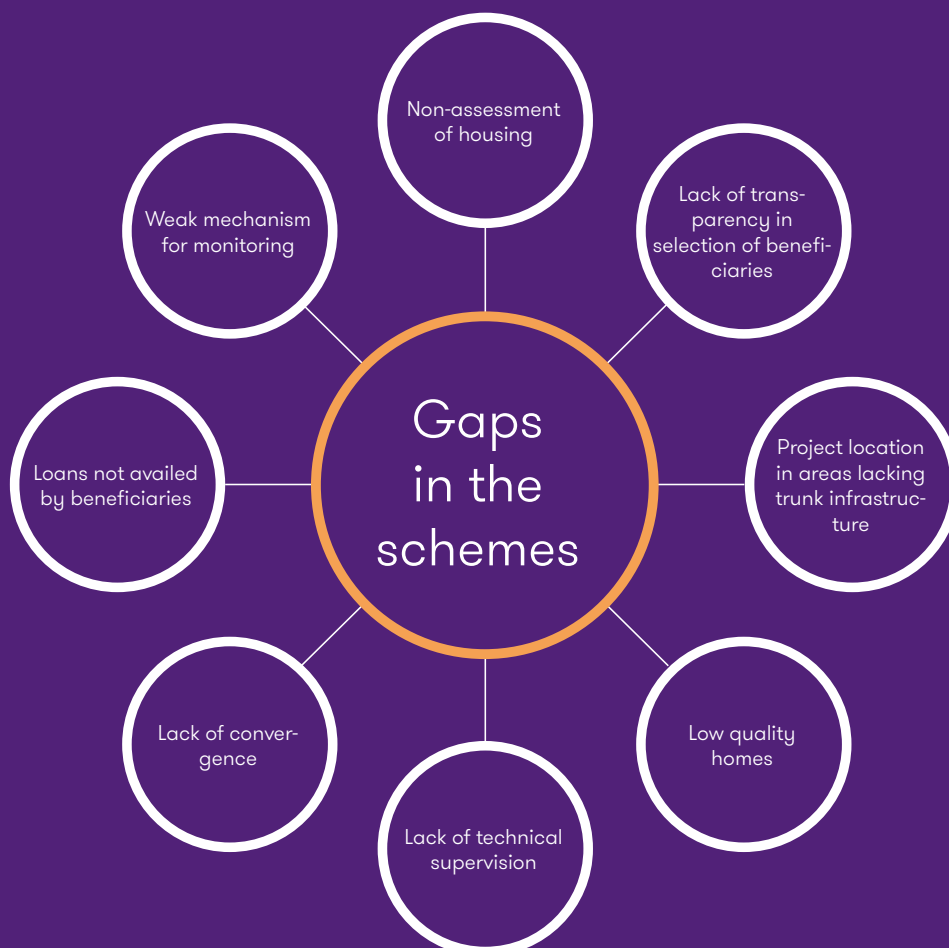 Non-assessment
of housing
Lack of trans-
parency in
selection of benefi-
ciaries
Project location
in areas lacking
trunk infrastruc-
ture
Low quality
homes
Lack of technical
supervision
Lack of conver-
gence
Loans not availed
by beneficiaries
Weak mechanism
for monitoring
Gaps
in the
schemes